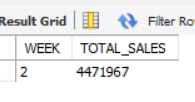 Result Grid Filter Ro
WEEK TOTAL_SALES
2 4471967